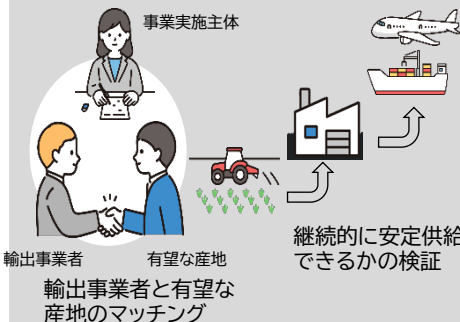 事業実施主体
輸出事業者
有望な産地
輸出事業者と有望な
産地のマッチング
継続的に安定供給
できるかの検証